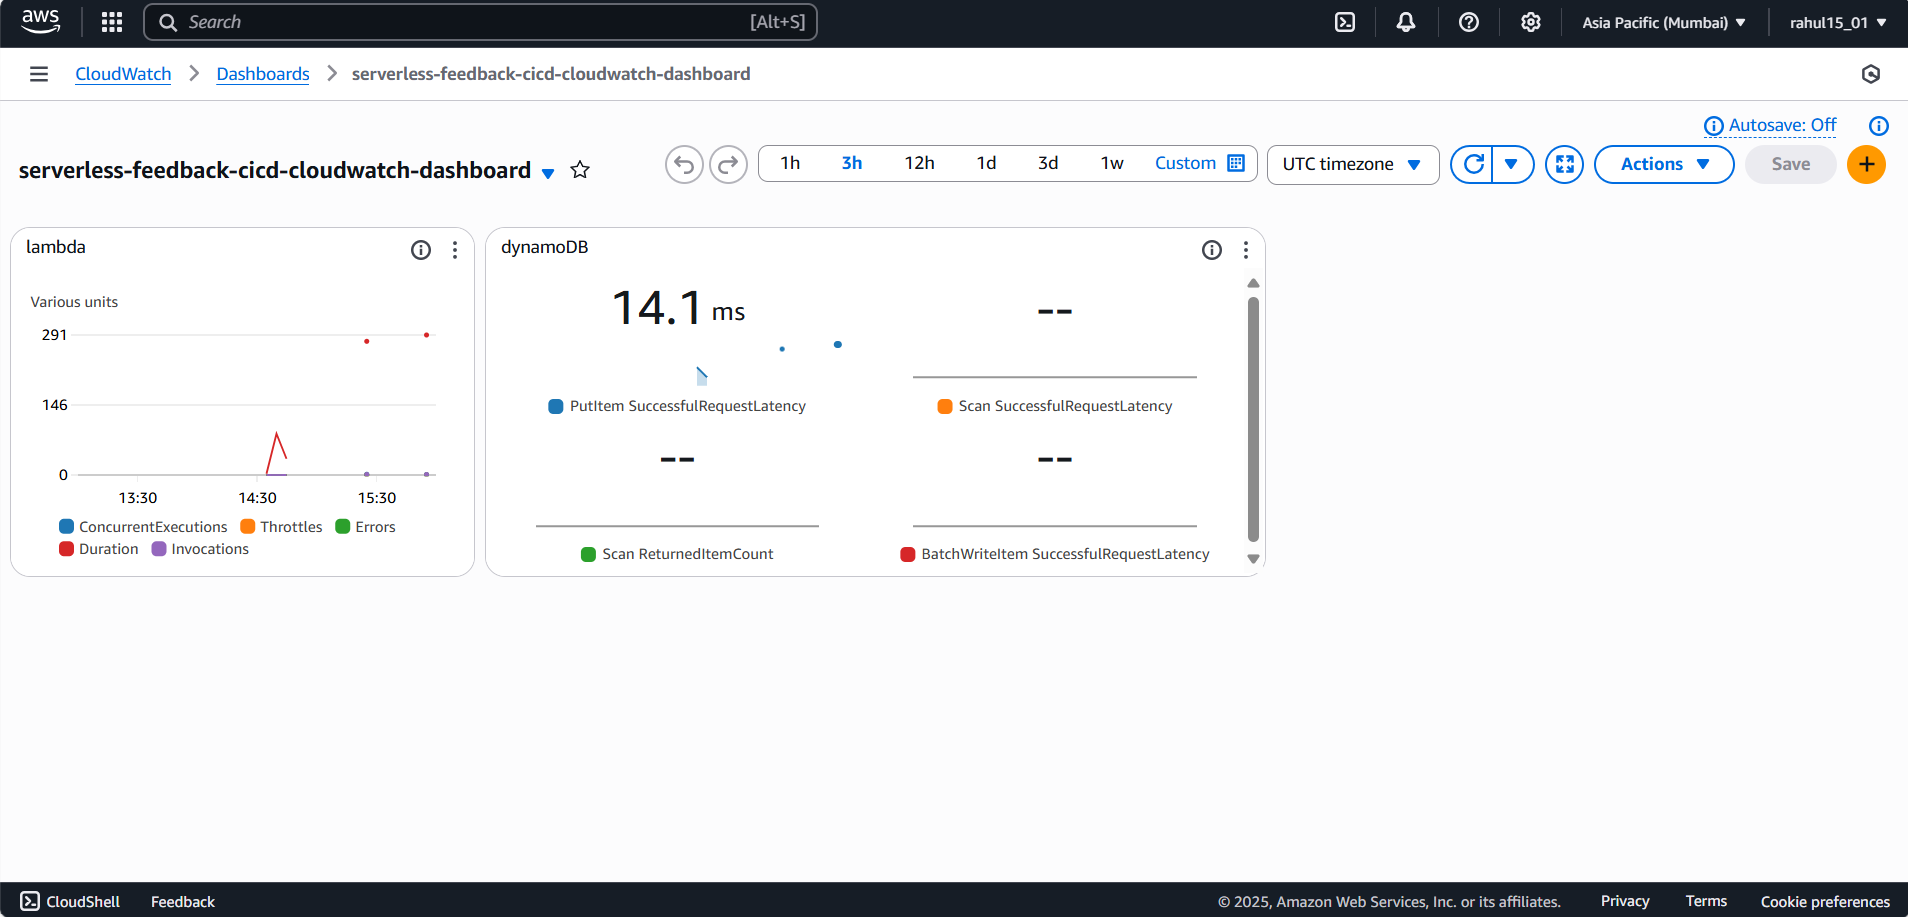 aws Search [Alt+S] Asia Pacific (Mumbai) rahul15_01
CloudWatch Dashboards serverless-feedback-cicd-cloudwatch-dashboard
Autosave: Off
serverless-feedback-cicd-cloudwatch-dashboard 1h 3h 12h 1d 3d 1w Custom UTC timezone Actions Save
lambda
Various units
291
146
0
13:30 14:30 15:30
ConcurrentExecutions Throttles Errors
Duration Invocations
dynamoDB
14.1 ms
PutItem SuccessfulRequestLatency
--
Scan SuccessfulRequestLatency
--
Scan ReturnedItemCount
--
BatchWriteItem SuccessfulRequestLatency
CloudShell Feedback © 2025, Amazon Web Services, Inc. or its affiliates. Privacy Terms Cookie preferences